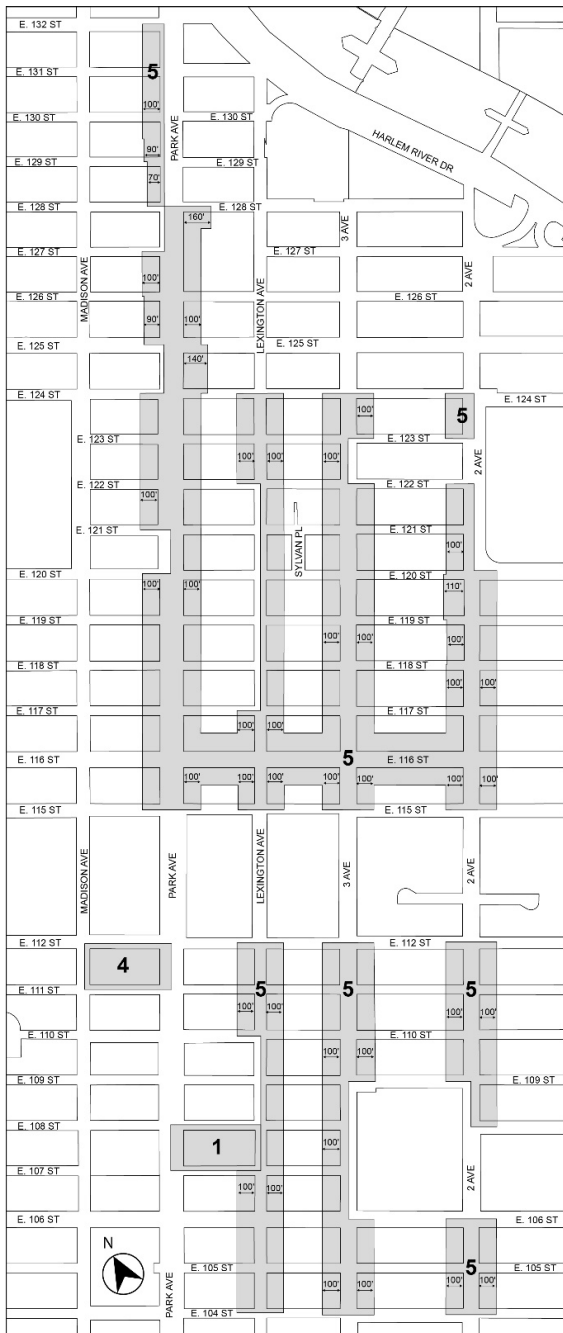 E. 132 ST
5
E. 131 ST
100'
E. 130 ST
PARK AVE
E. 130 ST
HARLEM RIVER DR
90'
E. 129 ST
E. 129 ST
70'
E. 128 ST
E. 128 ST
160'
3 AVE
E. 127 ST
E. 127 ST
MADISON AVE
100'
LEXINGTON AVE
2 AVE
E. 126 ST
E. 126 ST
90'
100'
E. 125 ST
E. 125 ST
140'
E. 124 ST
E. 124 ST
100'
5
E. 123 ST
E. 123 ST
100'
100'
100'
2 AVE
E. 122 ST
E. 122 ST
100'
E. 121 ST
E. 121 ST
SYLVAN PL
100'
E. 120 ST
E. 120 ST
100'
100'
110'
E. 119 ST
E. 119 ST
100'
100'
100'
E. 118 ST
E. 118 ST
100'
100'
E. 117 ST
E. 117 ST
100'
100'
E. 116 ST
5
E. 116 ST
100'
100'
100'
100'
100'
100'
100'
E. 115 ST
E. 115 ST
MADISON AVE
PARK AVE
LEXINGTON AVE
3 AVE
2 AVE
E. 112 ST
E. 112 ST
4
5
5
5
E. 111 ST
100'
100'
100'
100'
E. 110 ST
E. 110 ST
100'
100'
E. 109 ST
E. 109 ST
E. 108 ST
1
100'
E. 107 ST
2 AVE
100'
100'
E. 106 ST
E. 106 ST
N
E. 105 ST
5
E. 105 ST
PARK AVE
100'
100'
100'
100'
E. 104 ST